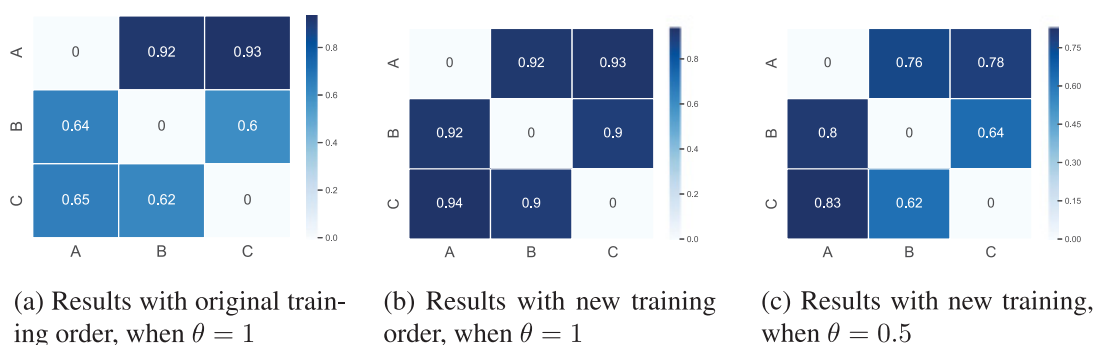 A 0 0.92 0.93
B 0.64 0 0.6
C 0.65 0.62 0
A B C
0.8
0.6
0.4
0.2
0.0
A 0 0.92 0.93
B 0.92 0 0.9
C 0.94 0.9 0
A B C
0.8
0.6
0.4
0.2
0.0
A 0 0.76 0.78
B 0.8 0 0.64
C 0.83 0.62 0
A B C
0.75
0.60
0.45
0.30
0.15
0.00
(a) Results with original train-
ing order, when θ = 1
(b) Results with new training
order, when θ = 1
(c) Results with new training,
when θ = 0.5